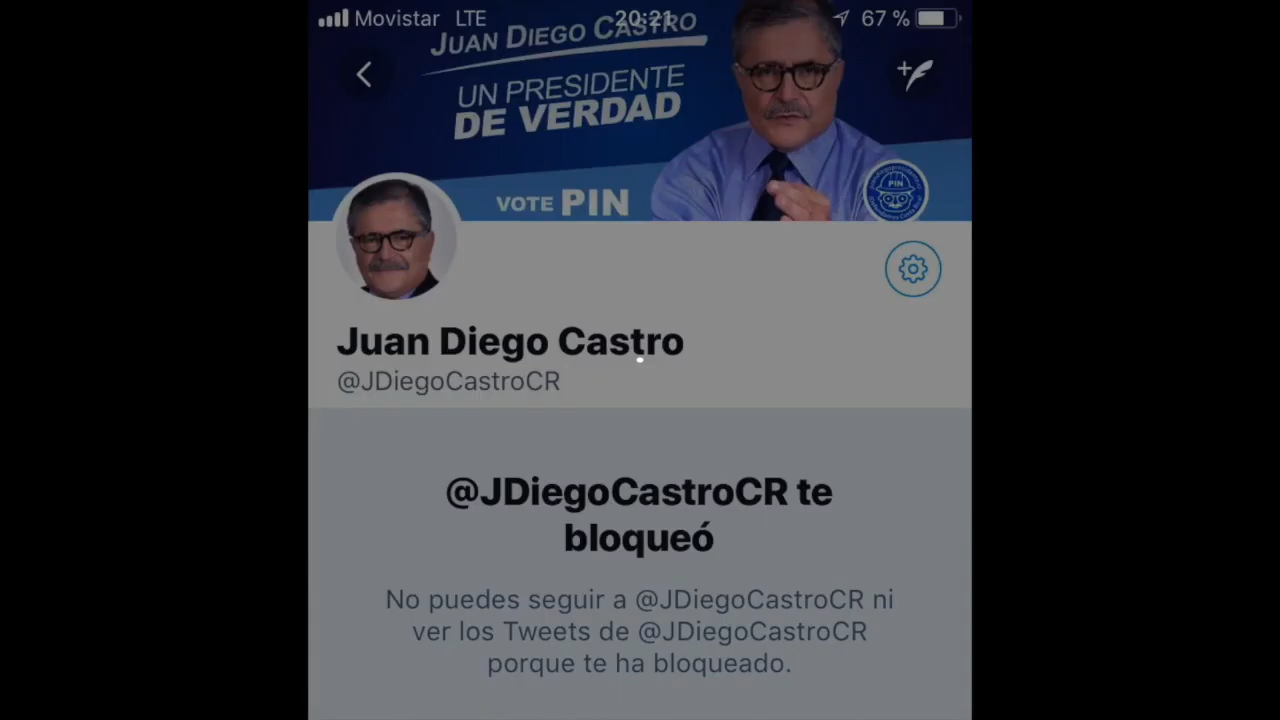 Movistar LTE 20:21 67 %
JUAN DIEGO CASTRO
UN PRESIDENTE
DE VERDAD
VOTE PIN
PIN
Juan Diego Castro
@JDiegoCastroCR
@JDiegoCastroCR te
bloqueó
No puedes seguir a @JDiegoCastroCR ni
ver los Tweets de @JDiegoCastroCR
porque te ha bloqueado.